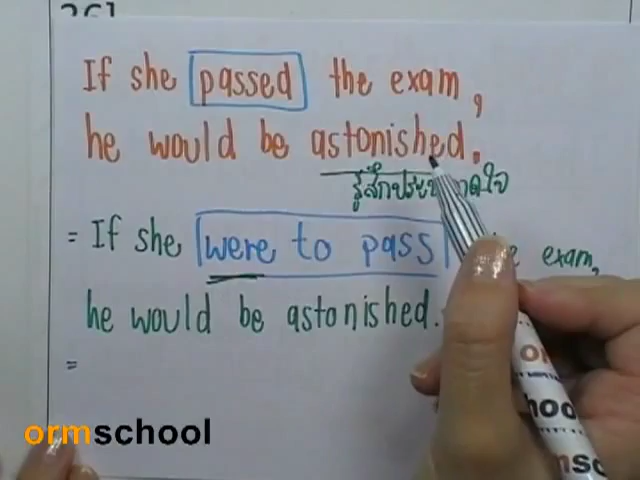 If she passed the exam,
he would be astonished.
= If she were to pass exam,
he would be astonished.
=
ormschool